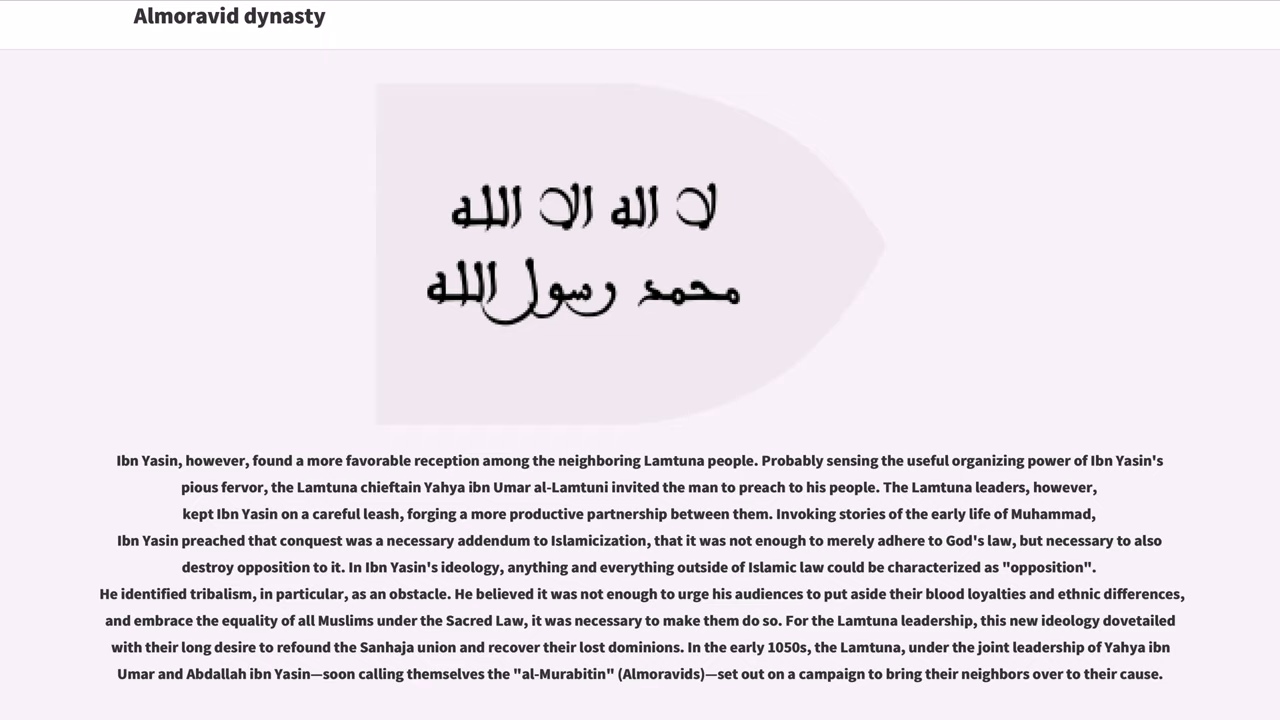 Almoravid dynasty
لا اله الا الله
محمد رسول الله
Ibn Yasin, however, found a more favorable reception among the neighboring Lamtuna people. Probably sensing the useful organizing power of Ibn Yasin's
pious fervor, the Lamtuna chieftain Yahya ibn Umar al-Lamtuni invited the man to preach to his people. The Lamtuna leaders, however,
kept Ibn Yasin on a careful leash, forging a more productive partnership between them. Invoking stories of the early life of Muhammad,
Ibn Yasin preached that conquest was a necessary addendum to Islamicization, that it was not enough to merely adhere to God's law, but necessary to also
destroy opposition to it. In Ibn Yasin's ideology, anything and everything outside of Islamic law could be characterized as "opposition".
He identified tribalism, in particular, as an obstacle. He believed it was not enough to urge his audiences to put aside their blood loyalties and ethnic differences,
and embrace the equality of all Muslims under the Sacred Law, it was necessary to make them do so. For the Lamtuna leadership, this new ideology dovetailed
with their long desire to refound the Sanhaja union and recover their lost dominions. In the early 1050s, the Lamtuna, under the joint leadership of Yahya ibn
Umar and Abdallah ibn Yasin—soon calling themselves the "al-Murabitin" (Almoravids)—set out on a campaign to bring their neighbors over to their cause.